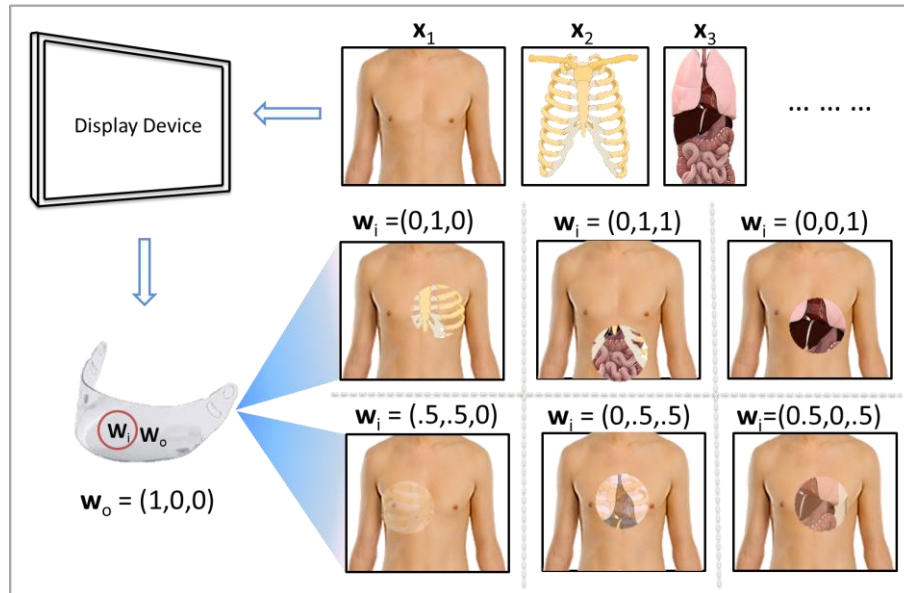 x₁ x₂ x₃
Display Device
... ... ...
wᵢ =(0,1,0) wᵢ = (0,1,1) wᵢ = (0,0,1)
wᵢ = (.5,.5,0) wᵢ = (0,.5,.5) wᵢ=(0.5,0,.5)
wᵢ wₒ
wₒ = (1,0,0)